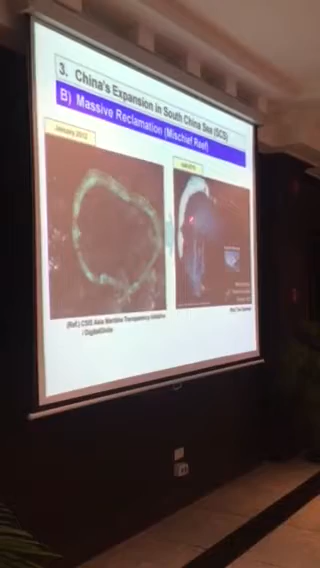 3. China's Expansion in South China Sea (SCS)
B) Massive Reclamation (Mischief Reef)
January 2012
(Ref.) CSIS Asia Maritime Transparency Initiative
/ DigitalGlobe